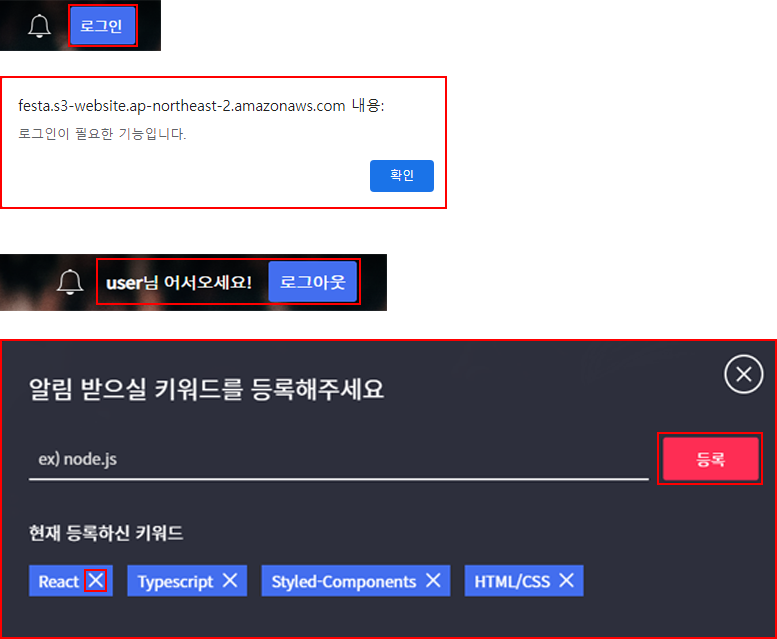 로그인
festa.s3-website.ap-northeast-2.amazonaws.com 내용:
로그인이 필요한 기능입니다.
확인
user님 어서오세요! 로그아웃
알림 받으실 키워드를 등록해주세요
ex) node.js 등록
현재 등록하신 키워드
React Typescript Styled-Components HTML/CSS